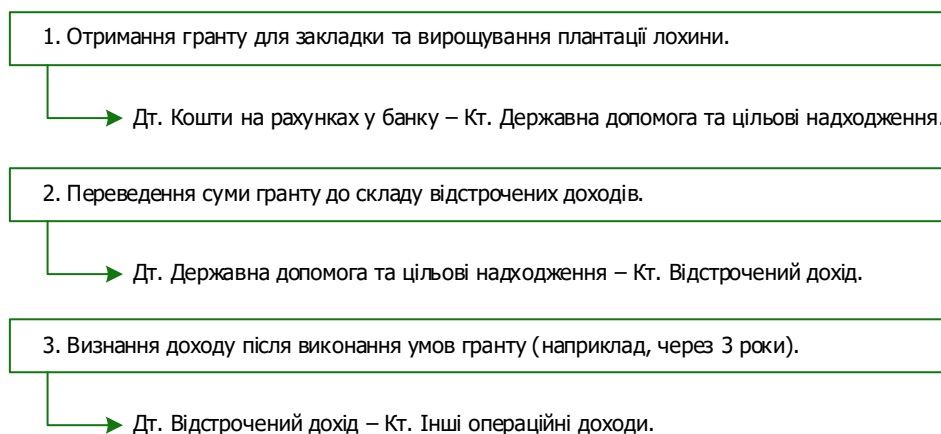 1. Отримання гранту для закладки та вирощування плантації лохини.
Дт. Кошти на рахунках у банку – Кт. Державна допомога та цільові надходження.
2. Переведення суми гранту до складу відстрочених доходів.
Дт. Державна допомога та цільові надходження – Кт. Відстрочений дохід.
3. Визнання доходу після виконання умов гранту (наприклад, через 3 роки).
Дт. Відстрочений дохід – Кт. Інші операційні доходи.